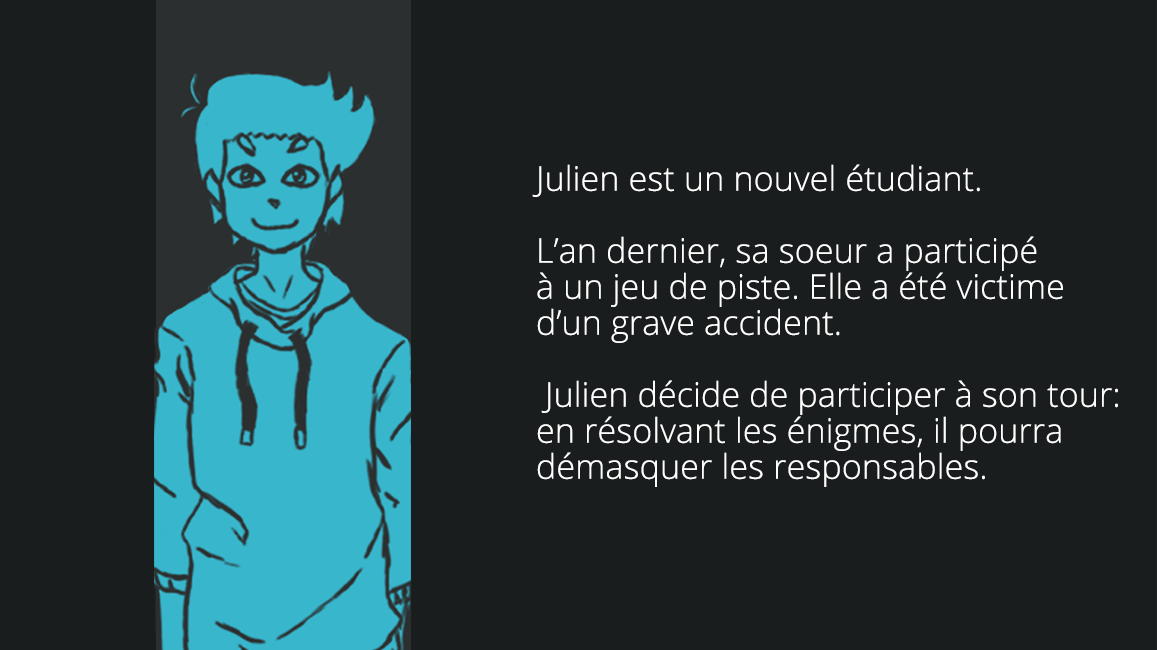 Julien est un nouvel étudiant.
L’an dernier, sa soeur a participé
à un jeu de piste. Elle a été victime
d’un grave accident.
Julien décide de participer à son tour:
en résolvant les énigmes, il pourra
démasquer les responsables.